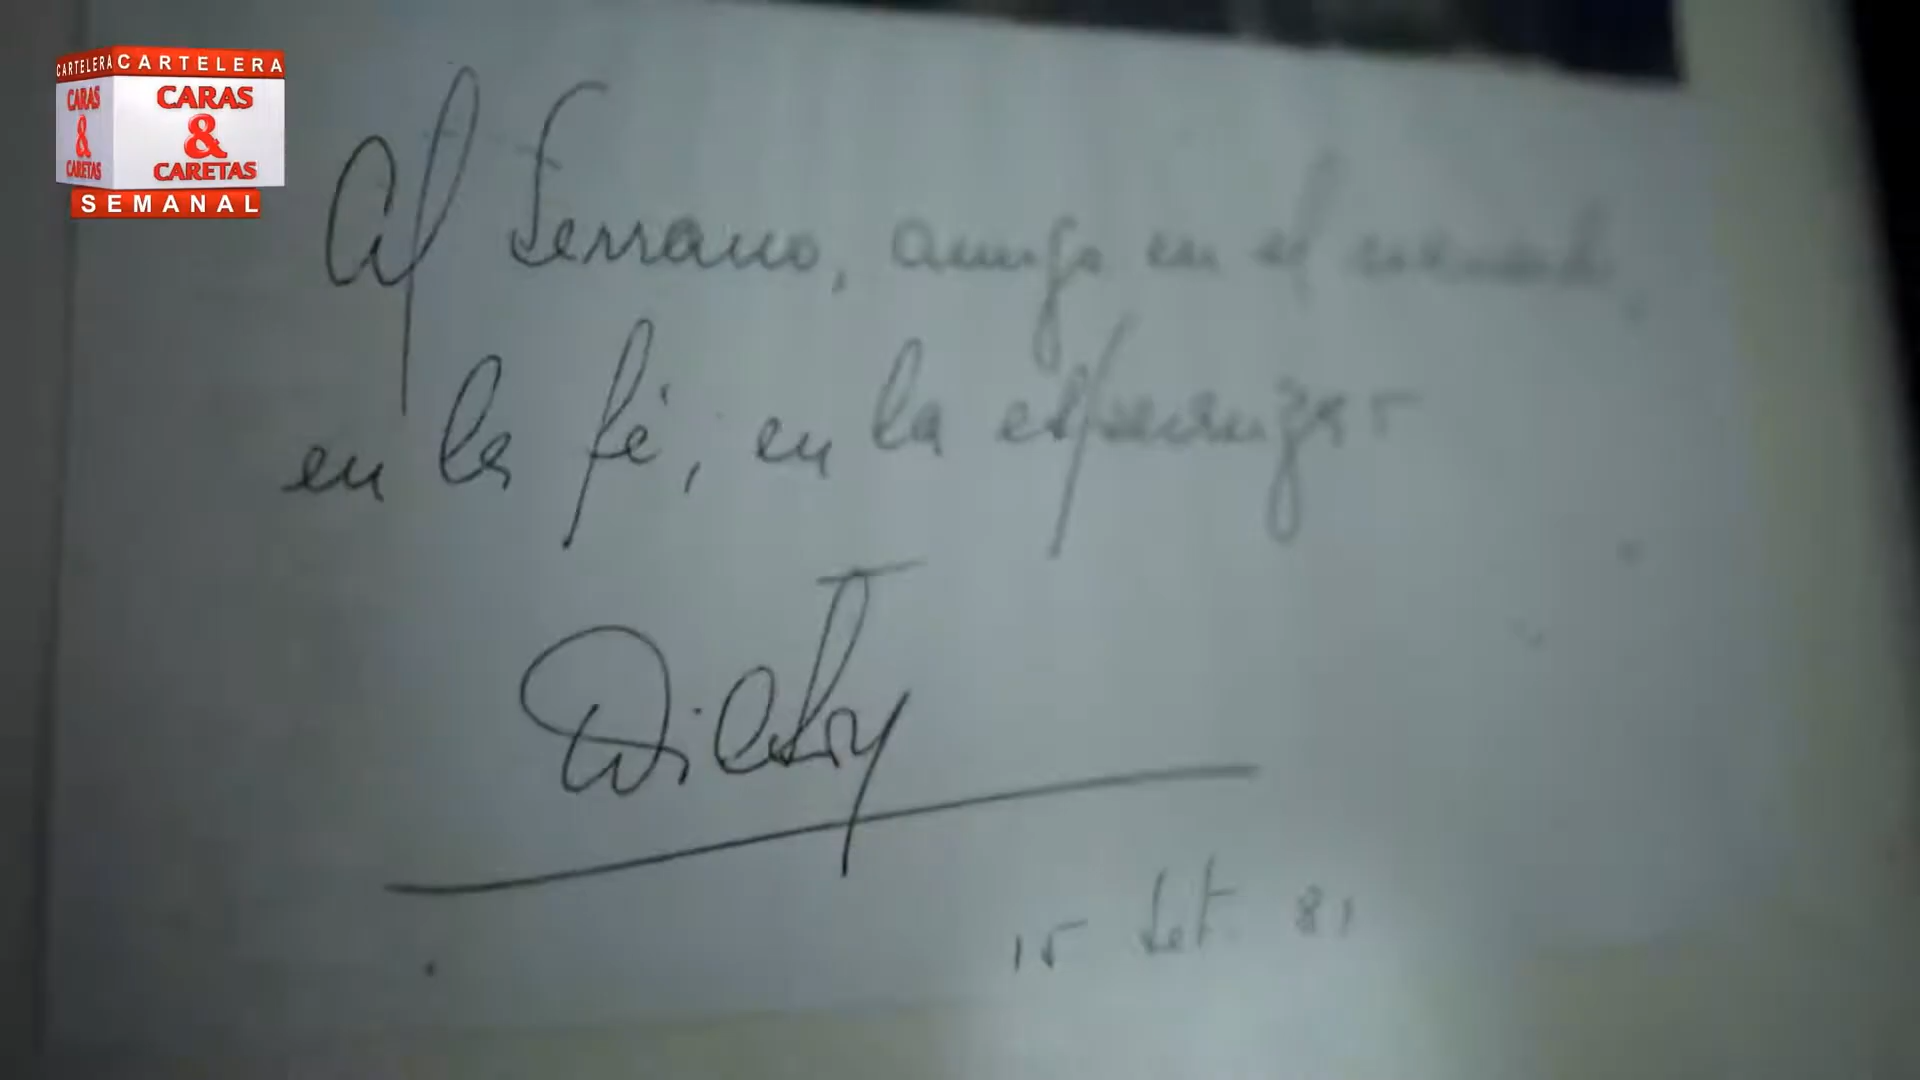 CARTELERA CARTELERA
CARAS & CARETAS CARAS & CARETAS
SEMANAL
Al Serrano, amigo en el
en la fé, en la esperanza
15 Set. 81